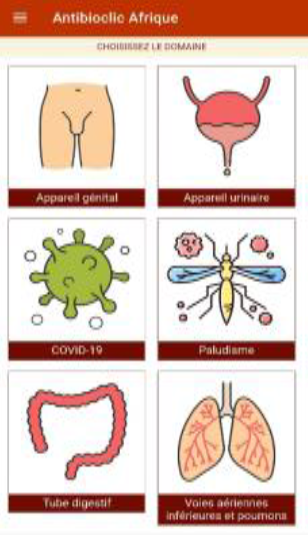 Antibioclic Afrique
CHOISISSEZ LE DOMAINE
Appareil génital
Appareil urinaire
COVID-19
Paludisme
Tube digestif
Voies aériennes
inférieures et poumons